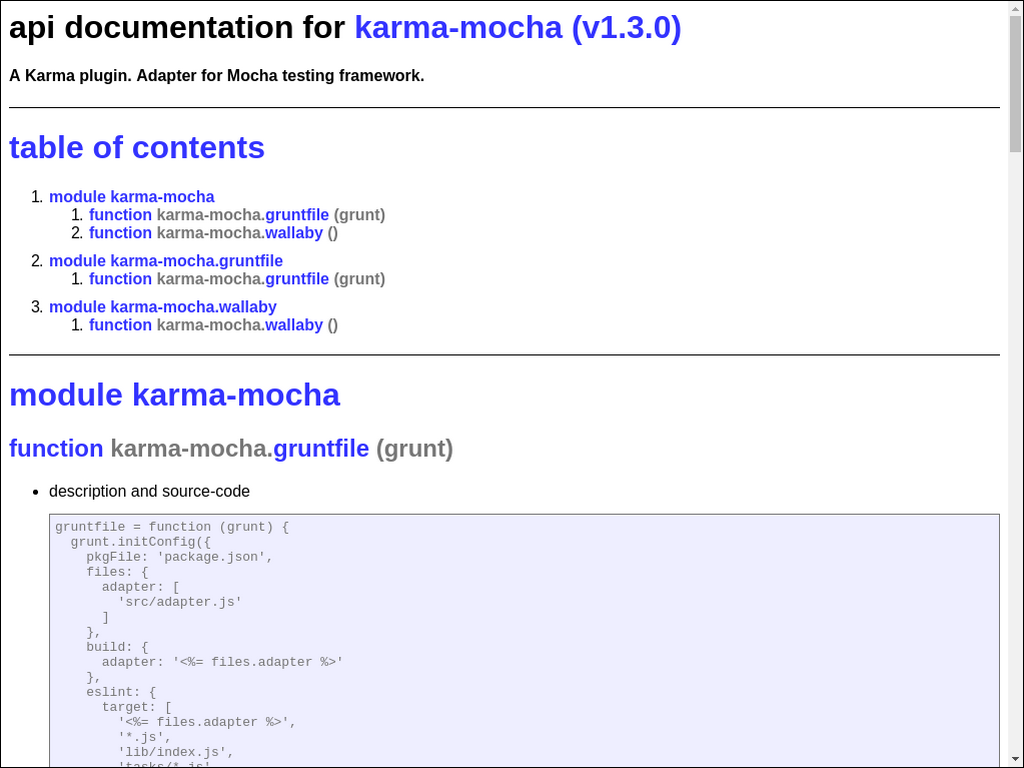 api documentation for karma-mocha (v1.3.0)
A Karma plugin. Adapter for Mocha testing framework.
table of contents
1. module karma-mocha
1. function karma-mocha.gruntfile (grunt)
2. function karma-mocha.wallaby ()
2. module karma-mocha.gruntfile
1. function karma-mocha.gruntfile (grunt)
3. module karma-mocha.wallaby
1. function karma-mocha.wallaby ()
module karma-mocha
function karma-mocha.gruntfile (grunt)
• description and source-code
gruntfile = function (grunt) {
  grunt.initConfig({
    pkgFile: 'package.json',
    files: {
      adapter: [
        'src/adapter.js'
      ]
    },
    build: {
      adapter: '<%= files.adapter %>'
    },
    eslint: {
      target: [
        '<%= files.adapter %>',
        '*.js',
        'lib/index.js',
        'tasks/*.js'